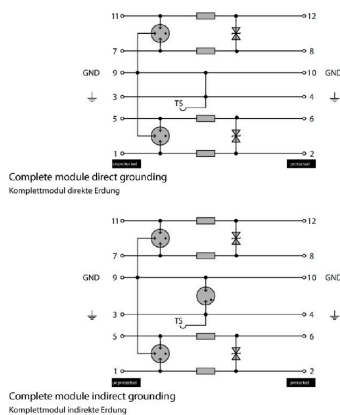 11 12
7 8
GND 9 10 GND
3 4
TS
5 6
1 2
unprotected protected
Complete module direct grounding
Komplettmodul direkte Erdung
11 12
7 8
GND 9 10 GND
TS
3 4
5 6
1 2
protected
Complete module indirect grounding
Komplettmodul indirekte Erdung